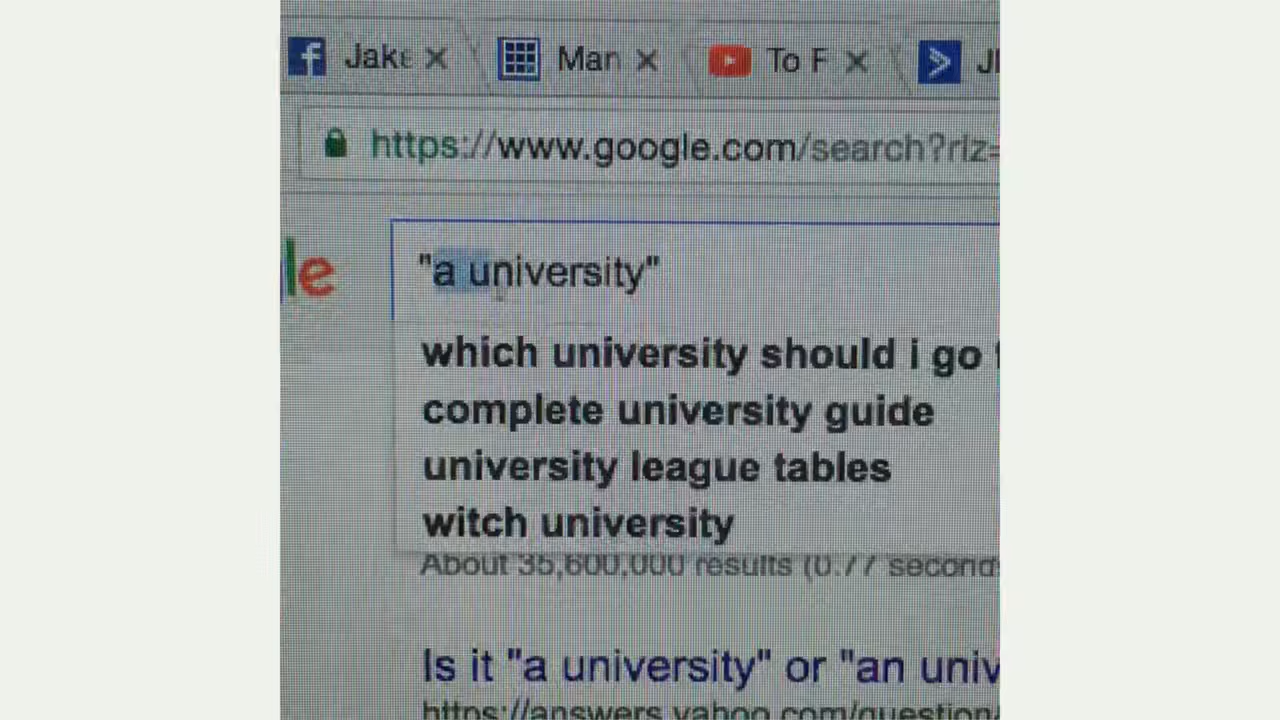 Jake Man To F
https://www.google.com/search?rlz=
le "a university"
which university should i go
complete university guide
university league tables
witch university
About 35,600,000 results (0.77
Is it "a university" or "an univ
https://answers.yahoo.com/question/